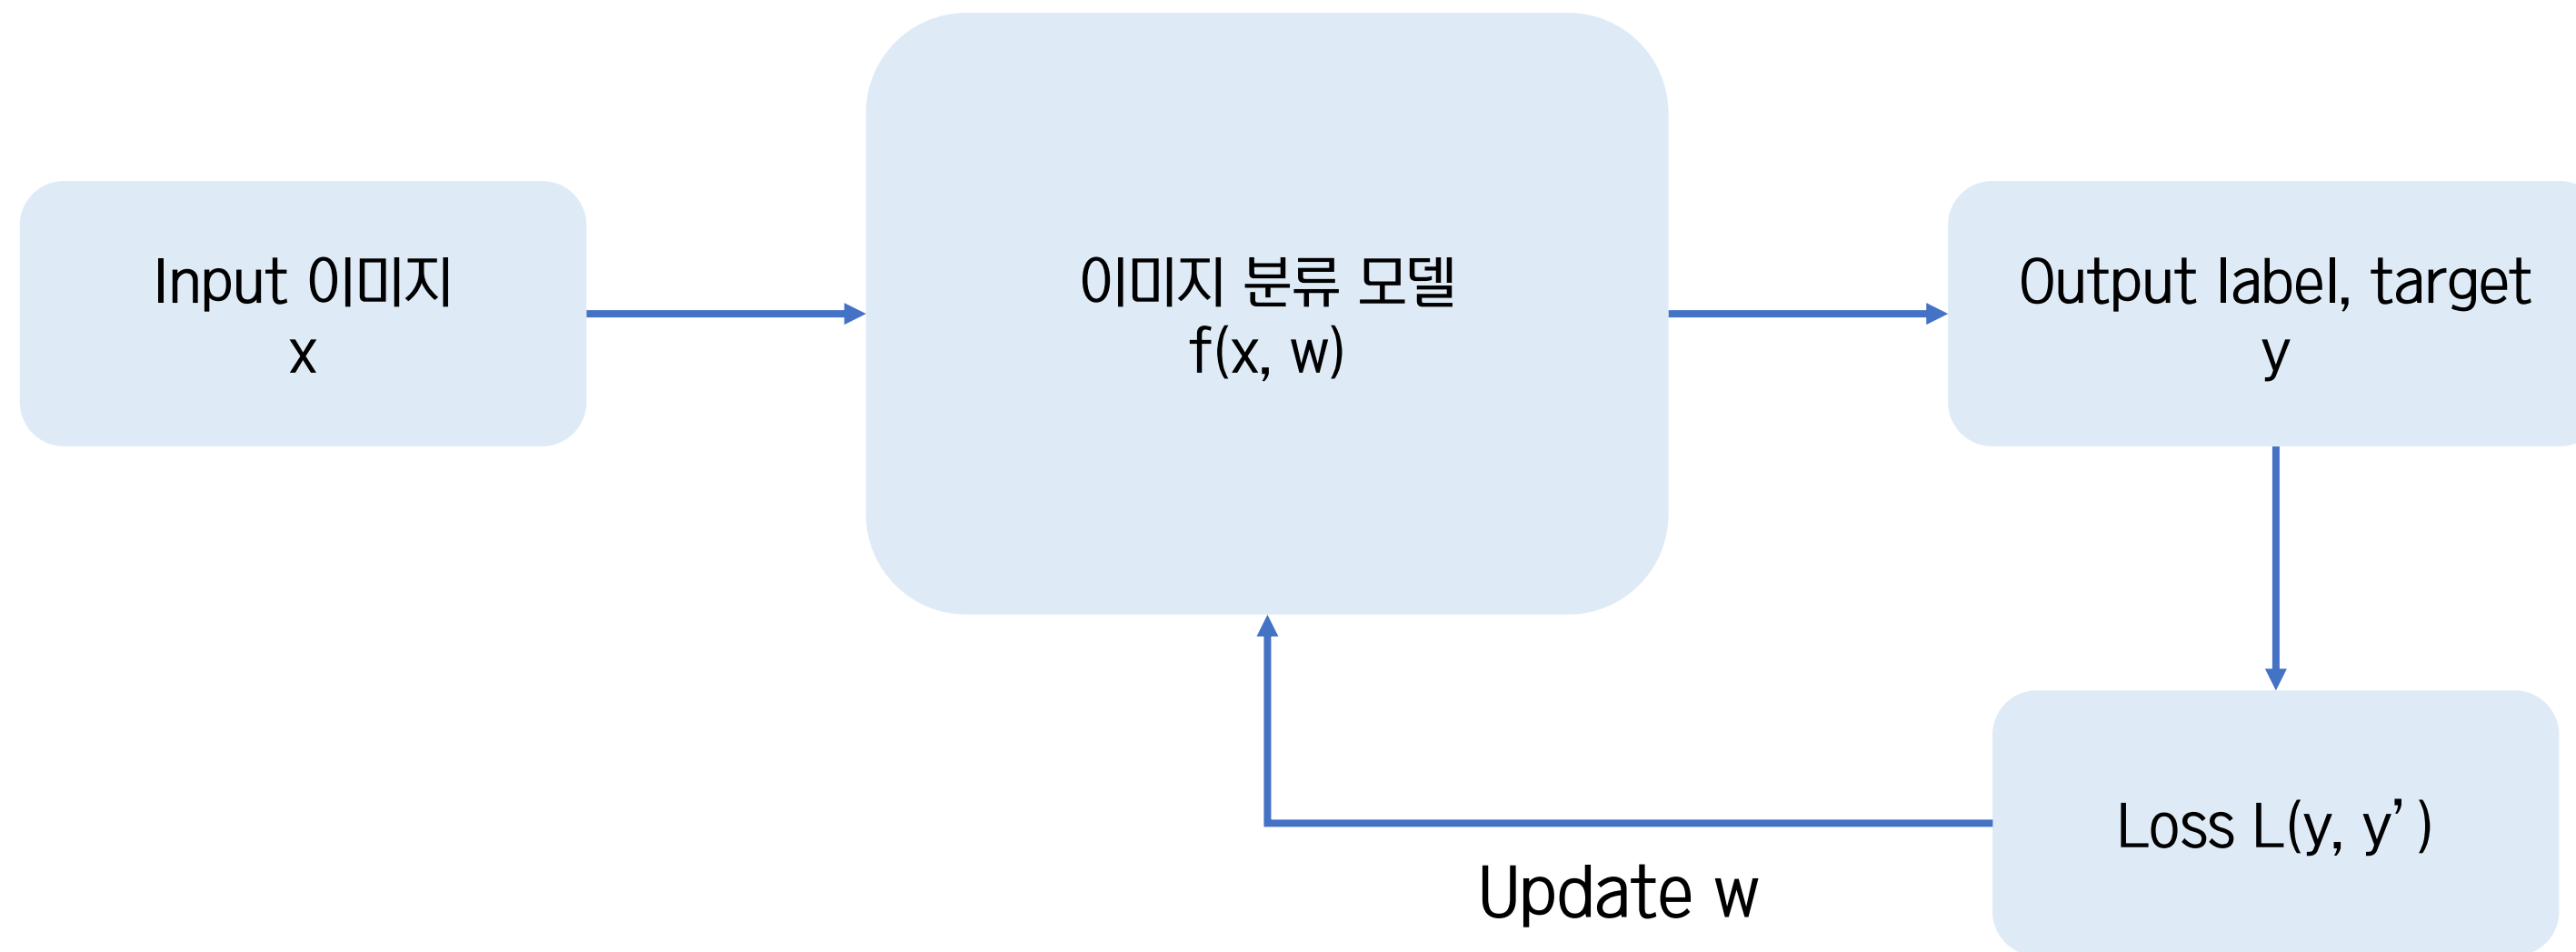 Input 이미지
x
이미지 분류 모델
f(x, w)
Output label, target
y
Loss L(y, y’)
Update w